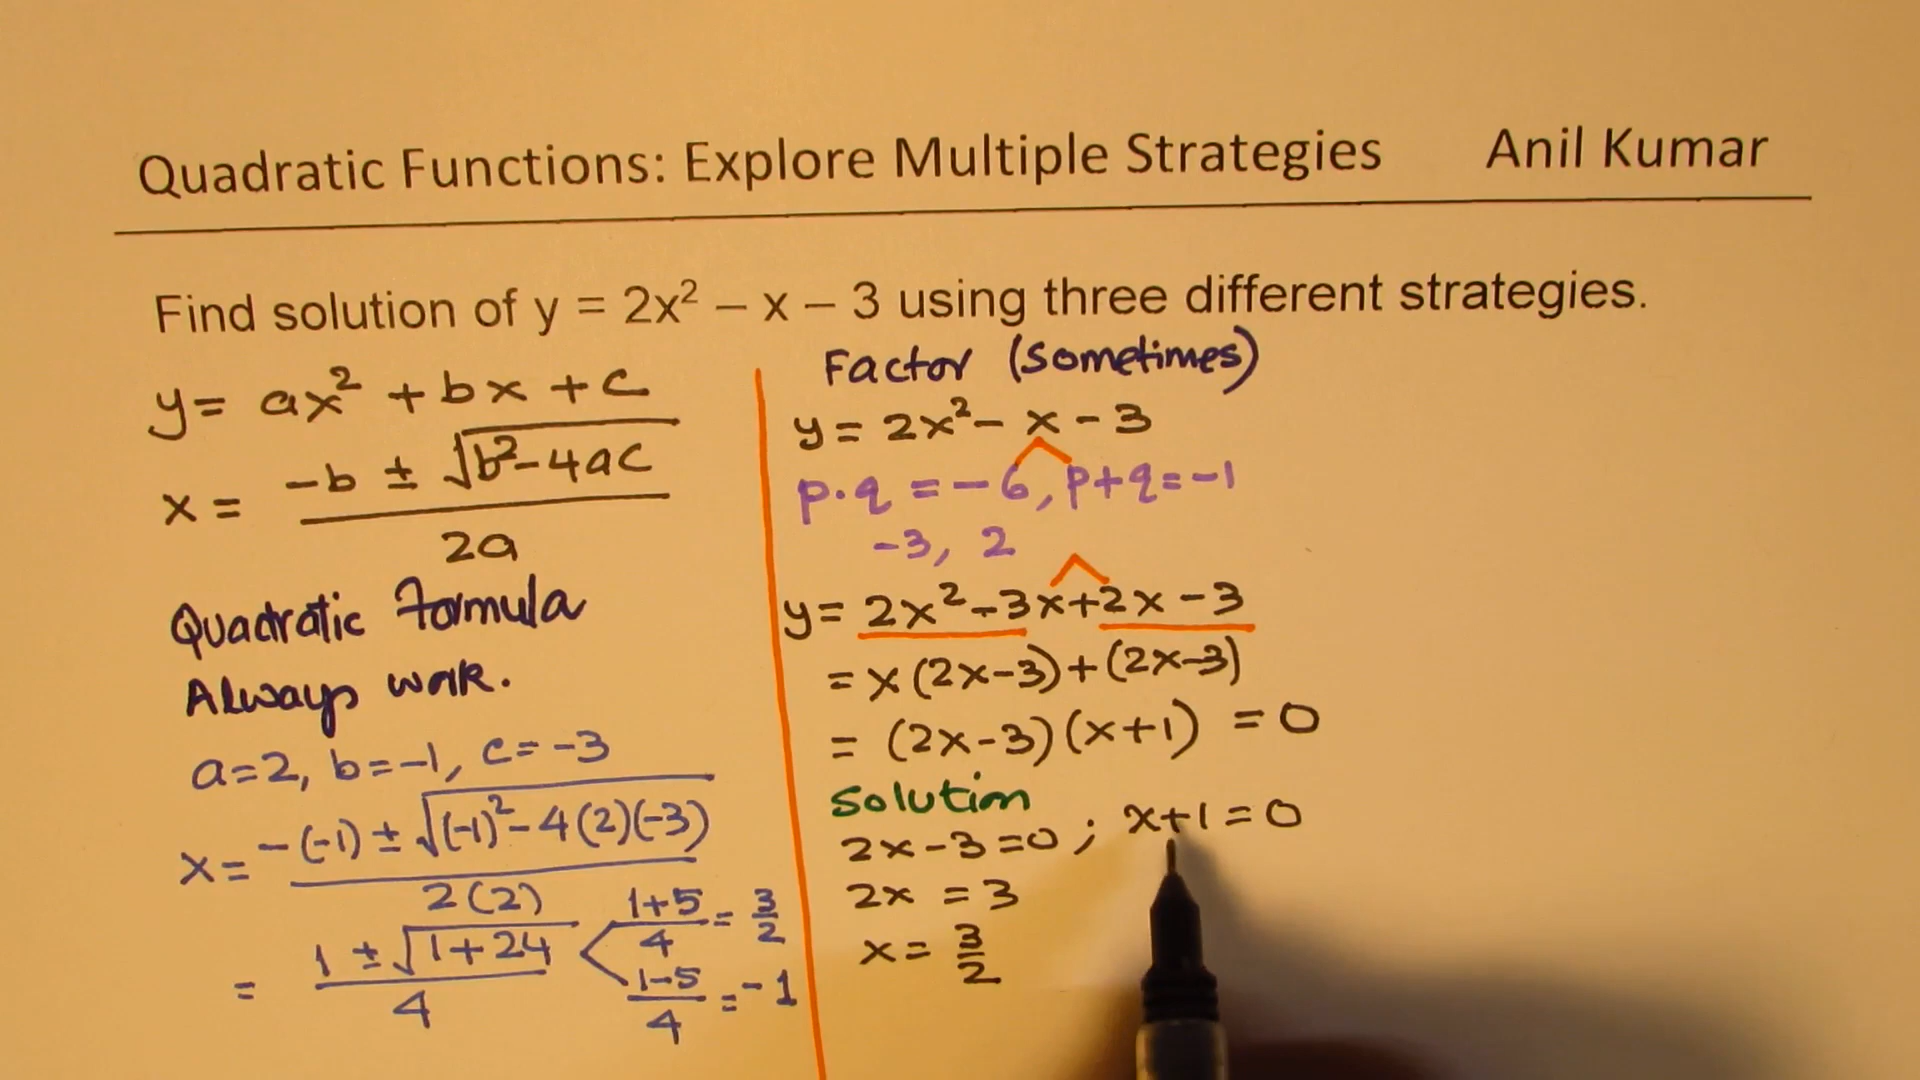 Quadratic Functions: Explore Multiple Strategies Anil Kumar
Find solution of y = 2x² – x – 3 using three different strategies.
y = ax² + bx + c
x = (-b ± √(b²-4ac)) / 2a
Quadratic Formula
Always work.
a=2, b=-1, c=-3
x = (-(-1) ± √((-1)²-4(2)(-3))) / 2(2)
= (1 ± √(1+24)) / 4
(1+5)/4 = 3/2
(1-5)/4 = -1
Factor (Sometimes)
y = 2x² - x - 3
p·q = -6, p+q=-1
-3, 2
y = 2x²-3x+2x-3
= x(2x-3)+(2x-3)
= (2x-3)(x+1) = 0
Solution
2x-3=0 ; x+1=0
2x = 3
x = 3/2